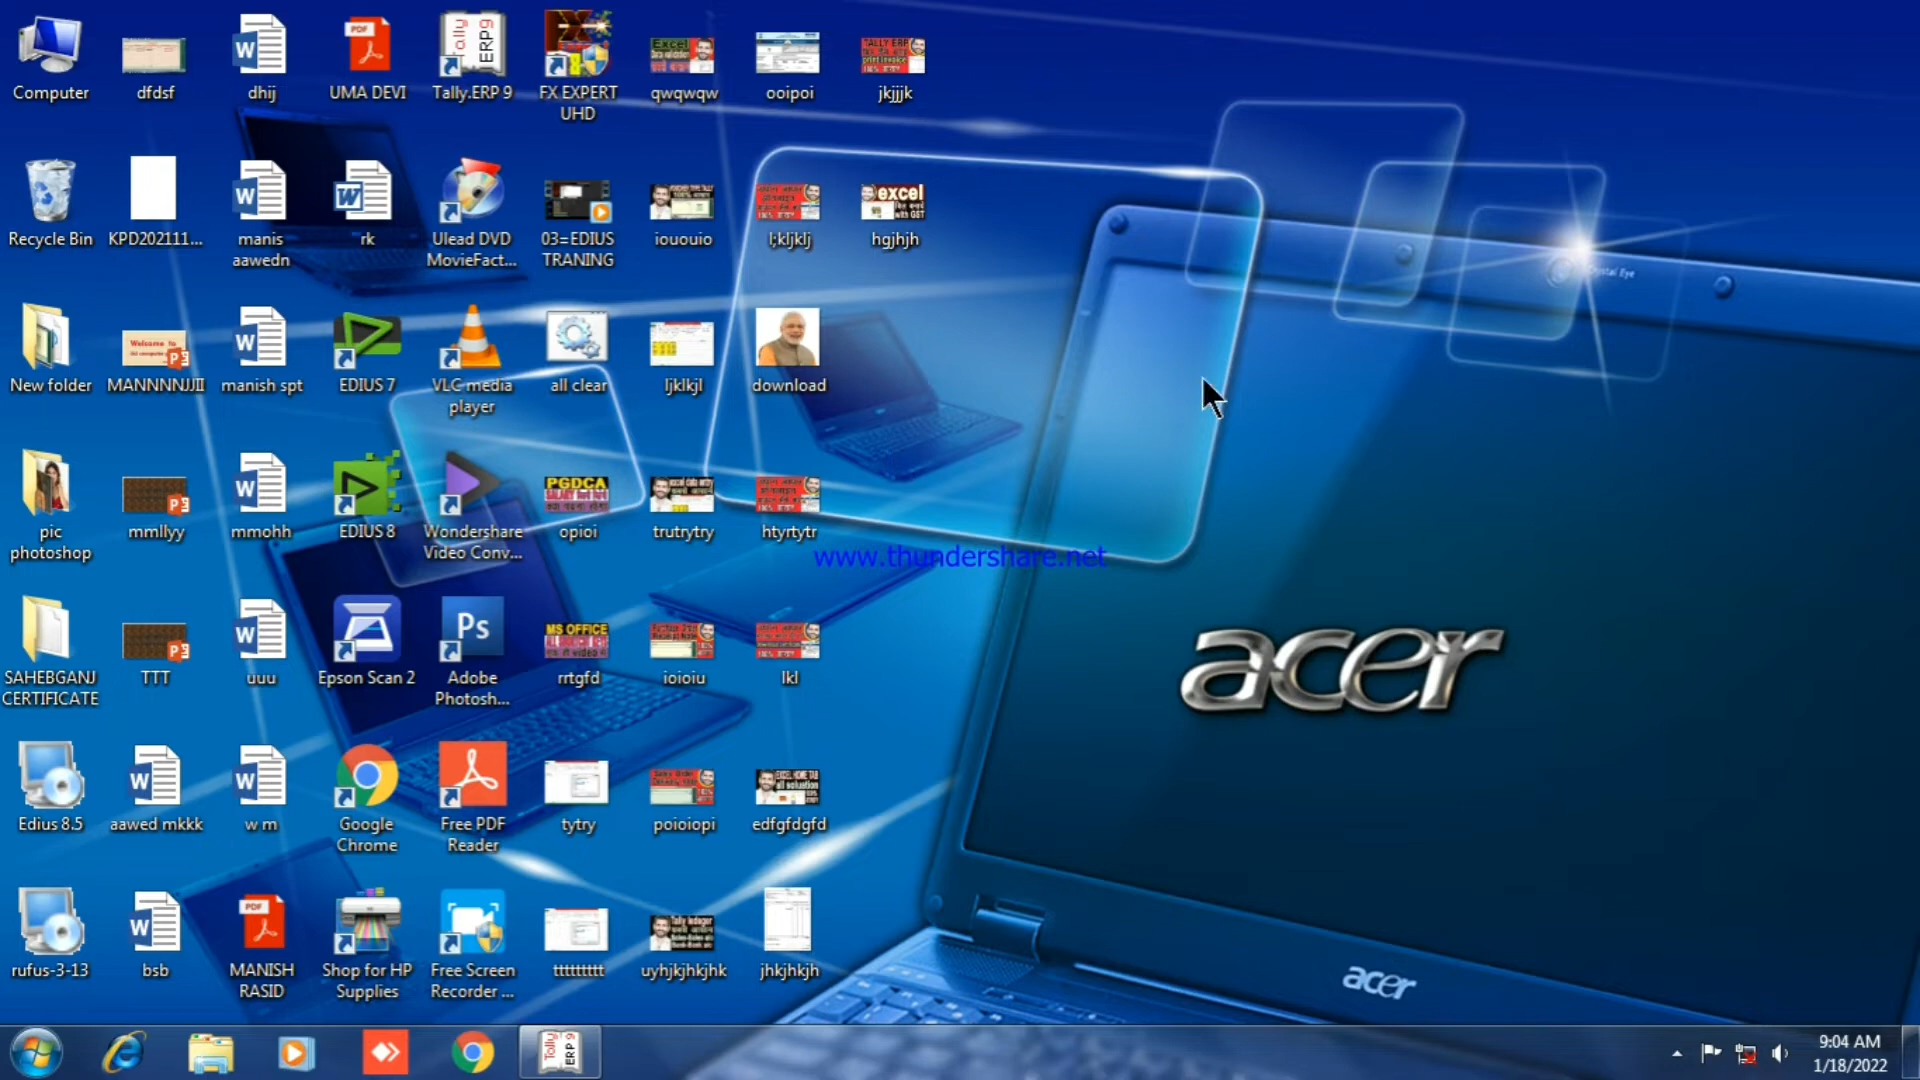 Computer
dfdsf
dhij
UMA DEVI
Tally.ERP 9
FX EXPERT
UHD
qwqwqw
ooipoi
jkjjjk
Recycle Bin
KPD202111...
manis
aawedn
rk
Ulead DVD
MovieFact...
03=EDIUS
TRANING
iououio
l;kljklj
hgjhjh
New folder
MANNNNJJII
manish spt
EDIUS 7
VLC media
player
all clear
ljklkjl
download
pic
photoshop
mmllyy
mmohh
EDIUS 8
Wondershare
Video Conv...
opioi
trutrytry
htyrtytr
www.thundershare.net
SAHEBGANJ
CERTIFICATE
TTT
uuu
Epson Scan 2
Adobe
Photosh...
rrtgfd
ioioiu
lkl
acer
Edius 8.5
aawed mkkk
w m
Google
Chrome
Free PDF
Reader
tytry
poioiopi
edfgfdgfd
rufus-3-13
bsb
MANISH
RASID
Shop for HP
Supplies
Free Screen
Recorder ...
ttttttttt
uyhjkjhkjhk
jhkjhkjh
acer
9:04 AM
1/18/2022